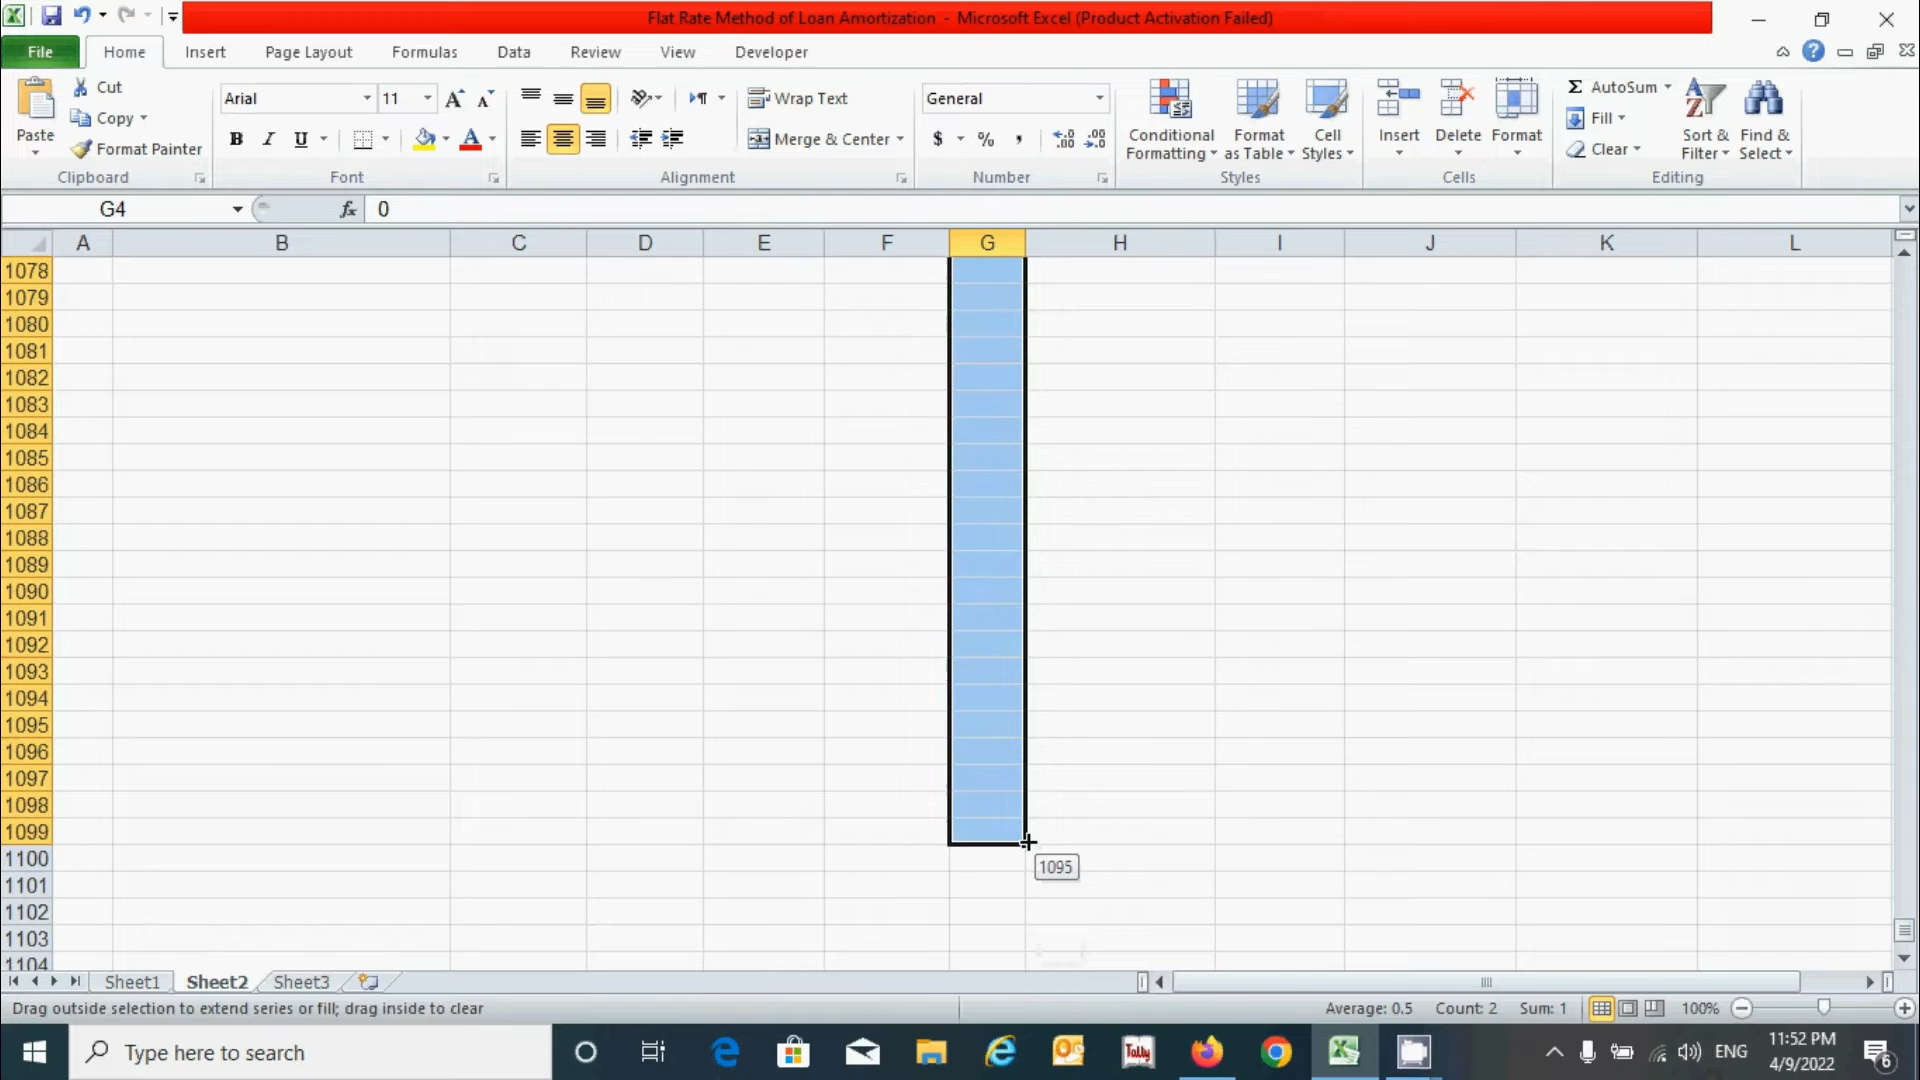 Flat Rate Method of Loan Amortization - Microsoft Excel (Product Activation Failed)
File Home Insert Page Layout Formulas Data Review View Developer
Paste
Cut
Copy
Format Painter
Clipboard
Arial 11
B I U A
Font
Wrap Text
Merge & Center
Alignment
General
$ % ,
Number
Conditional Formatting
Format as Table
Cell Styles
Styles
Insert Delete Format
Cells
Σ AutoSum
Fill
Clear
Sort & Filter
Find & Select
Editing
G4 fx 0
A B C D E F G H I J K L
1078
1079
1080
1081
1082
1083
1084
1085
1086
1087
1088
1089
1090
1091
1092
1093
1094
1095
1096
1097
1098
1099
1095
1100
1101
1102
1103
1104
Sheet1 Sheet2 Sheet3
Drag outside selection to extend series or fill; drag inside to clear
Average: 0.5 Count: 2 Sum: 1 100%
Type here to search
Tally
ENG
11:52 PM
4/9/2022
6